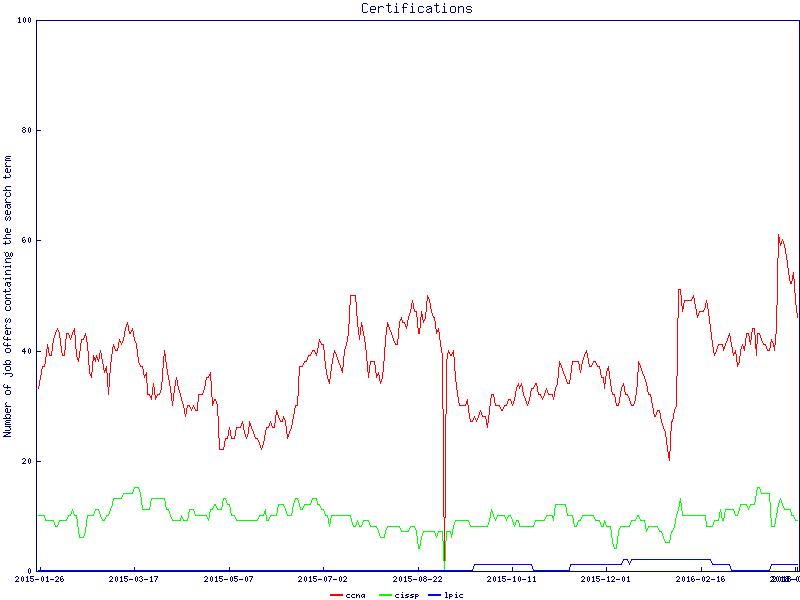 Certifications
Number of job offers containing the search term
100
80
60
40
20
0
2015-01-26 2015-03-17 2015-05-07 2015-07-02 2015-08-22 2015-10-11 2015-12-01 2016-02-16
ccna cissp lpic